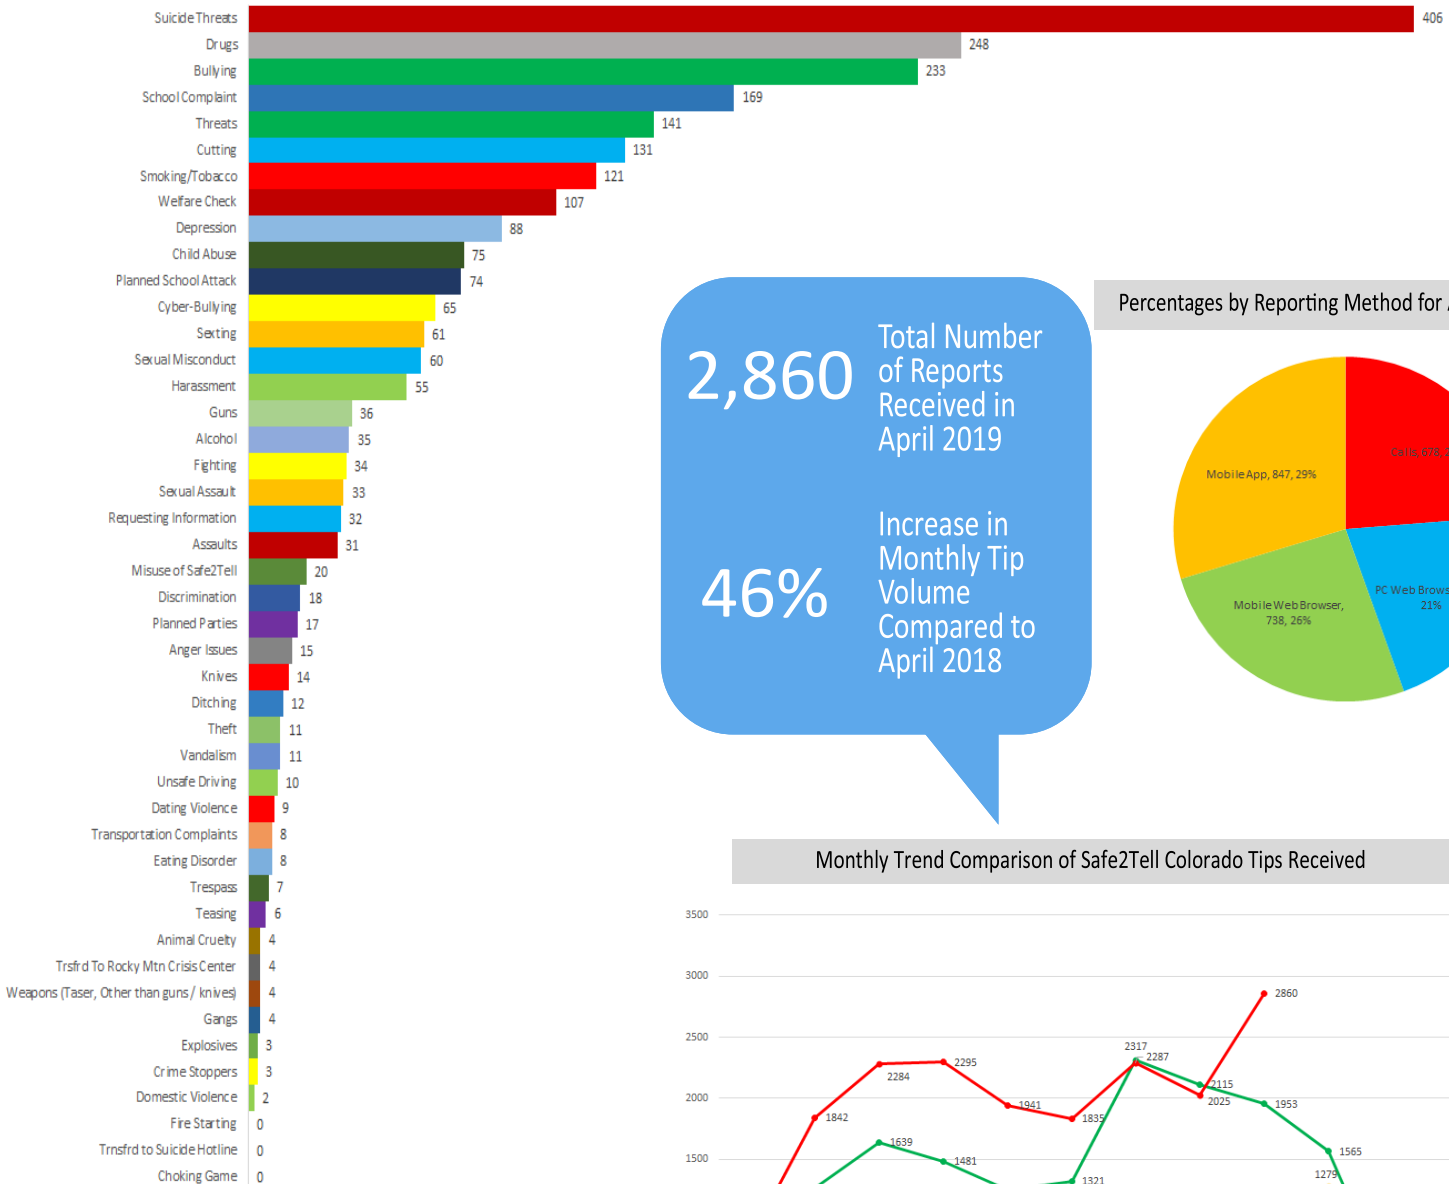 Suicide Threats 406
Drugs 248
Bullying 233
School Complaint 169
Threats 141
Cutting 131
Smoking/Tobacco 121
Welfare Check 107
Depression 88
Child Abuse 75
Planned School Attack 74
Cyber-Bullying 65
Sexting 61
Sexual Misconduct 60
Harassment 55
Guns 36
Alcohol 35
Fighting 34
Sexual Assault 33
Requesting Information 32
Assaults 31
Misuse of Safe2Tell 20
Discrimination 18
Planned Parties 17
Anger Issues 15
Knives 14
Ditching 12
Theft 11
Vandalism 11
Unsafe Driving 10
Dating Violence 9
Transportation Complaints 8
Eating Disorder 8
Trespass 7
Teasing 6
Animal Cruelty 4
Trsfrd To Rocky Mtn Crisis Center 4
Weapons (Taser, Other than guns / knives) 4
Gangs 4
Explosives 3
Crime Stoppers 3
Domestic Violence 2
Fire Starting 0
Trnsfrd to Suicide Hotline 0
Choking Game 0
2,860
Total Number
of Reports
Received in
April 2019
46%
Increase in
Monthly Tip
Volume
Compared to
April 2018
Percentages by Reporting Method for
Calls, 678,
Mobile App, 847, 29%
PC Web Brows
21%
Mobile Web Browser,
738, 26%
Monthly Trend Comparison of Safe2Tell Colorado Tips Received
3500
3000
2860
2500
2317
2287
2295
2284
2115
2025
2000
1953
1941
1842
1835
1639
1565
1500
1481
1321
1279